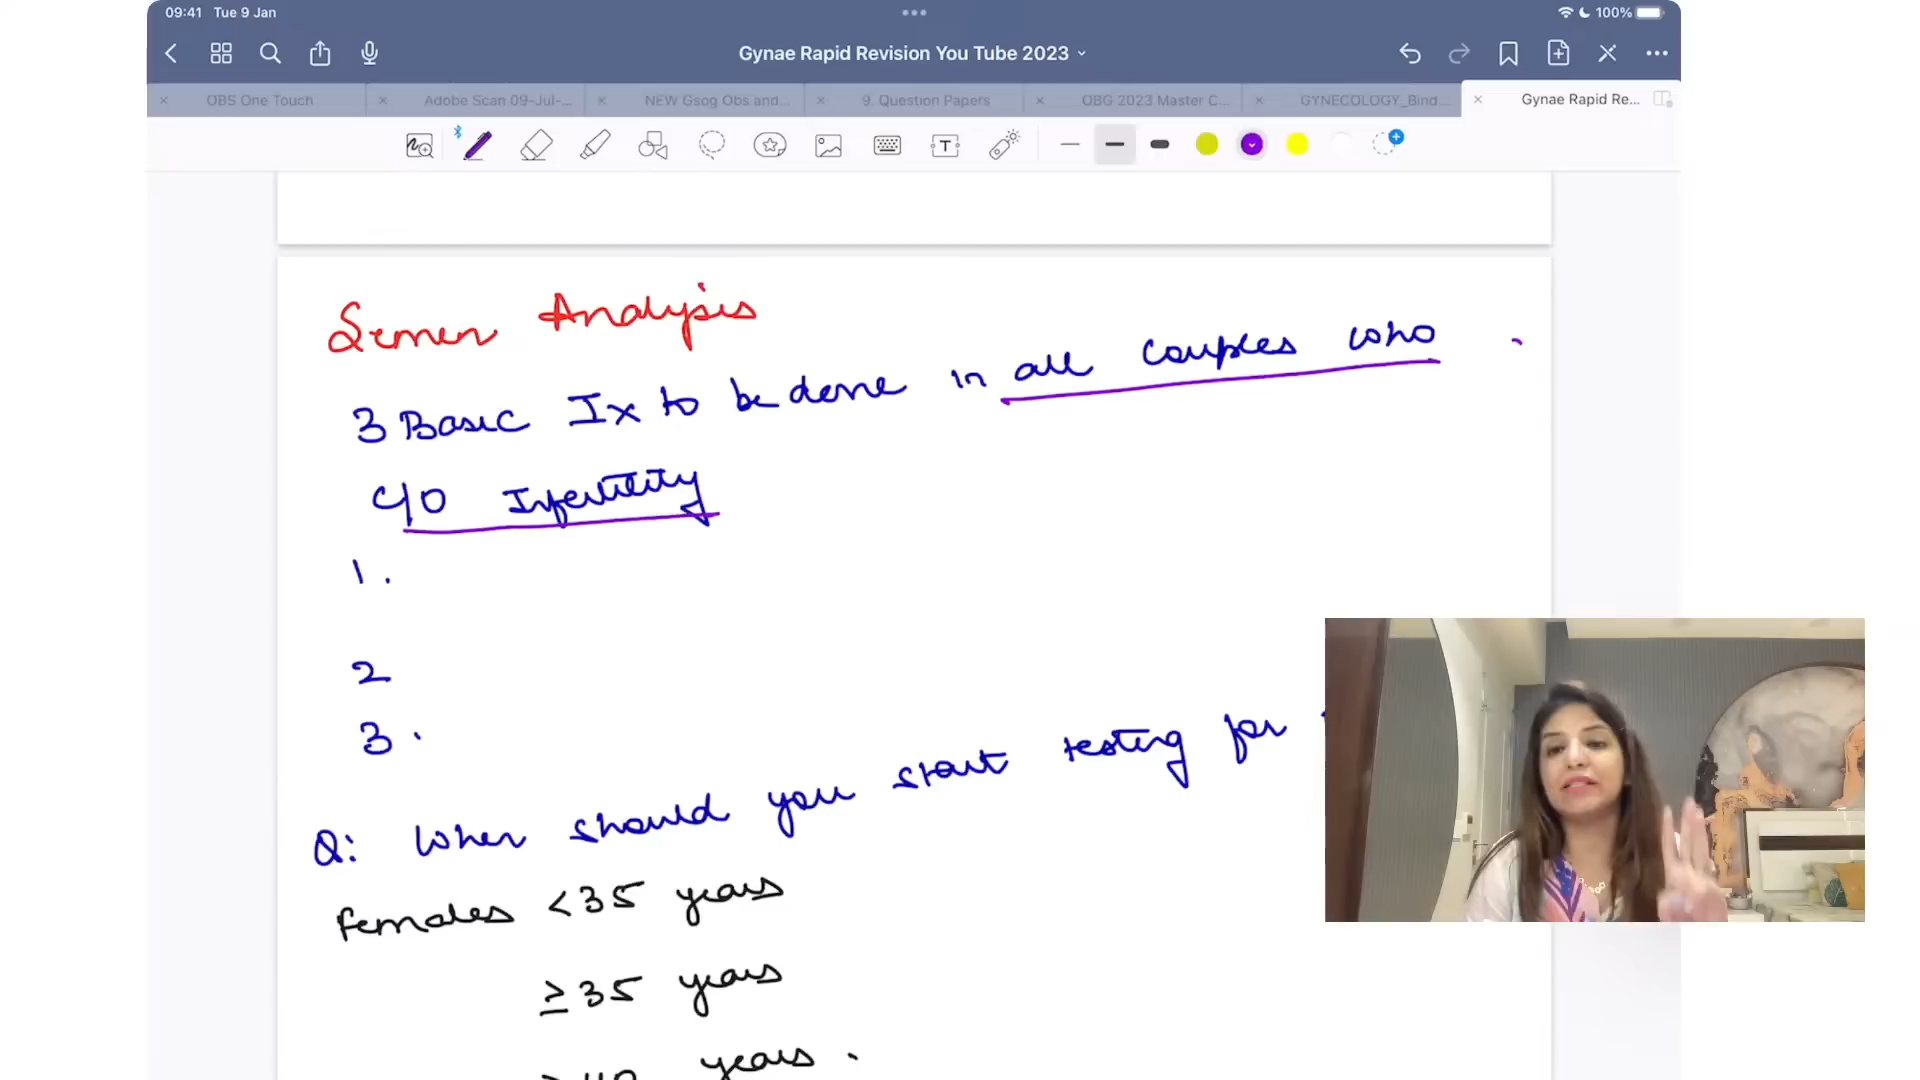 09:41 Tue 9 Jan 100%
Gynae Rapid Revision You Tube 2023
OBS One Touch Adobe Scan 09-Jul-... NEW Gsog Obs and... 9. Question Papers OBG 2023 Master C... GYNECOLOGY_Bind... Gynae Rapid Re...
Semen Analysis
3 Basic Ix to be done in all couples who
C/O Infertility
1.
2
3.
Q: When should you start testing for
females <35 years
≥35 years
years.